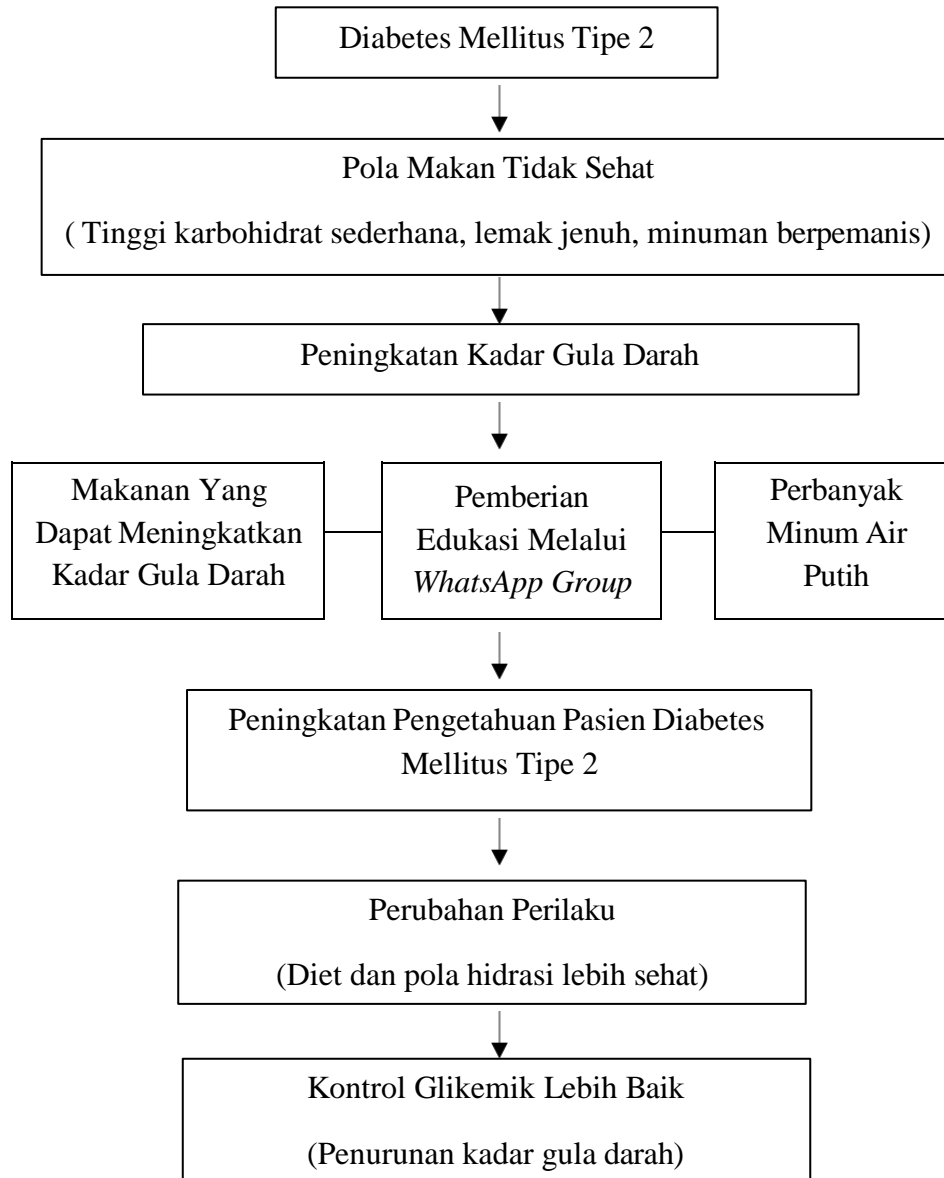 Diabetes Mellitus Tipe 2
Pola Makan Tidak Sehat
( Tinggi karbohidrat sederhana, lemak jenuh, minuman berpemanis)
Peningkatan Kadar Gula Darah
Makanan Yang
Dapat Meningkatkan
Kadar Gula Darah
Pemberian
Edukasi Melalui
WhatsApp Group
Perbanyak
Minum Air
Putih
Peningkatan Pengetahuan Pasien Diabetes
Mellitus Tipe 2
Perubahan Perilaku
(Diet dan pola hidrasi lebih sehat)
Kontrol Glikemik Lebih Baik
(Penurunan kadar gula darah)